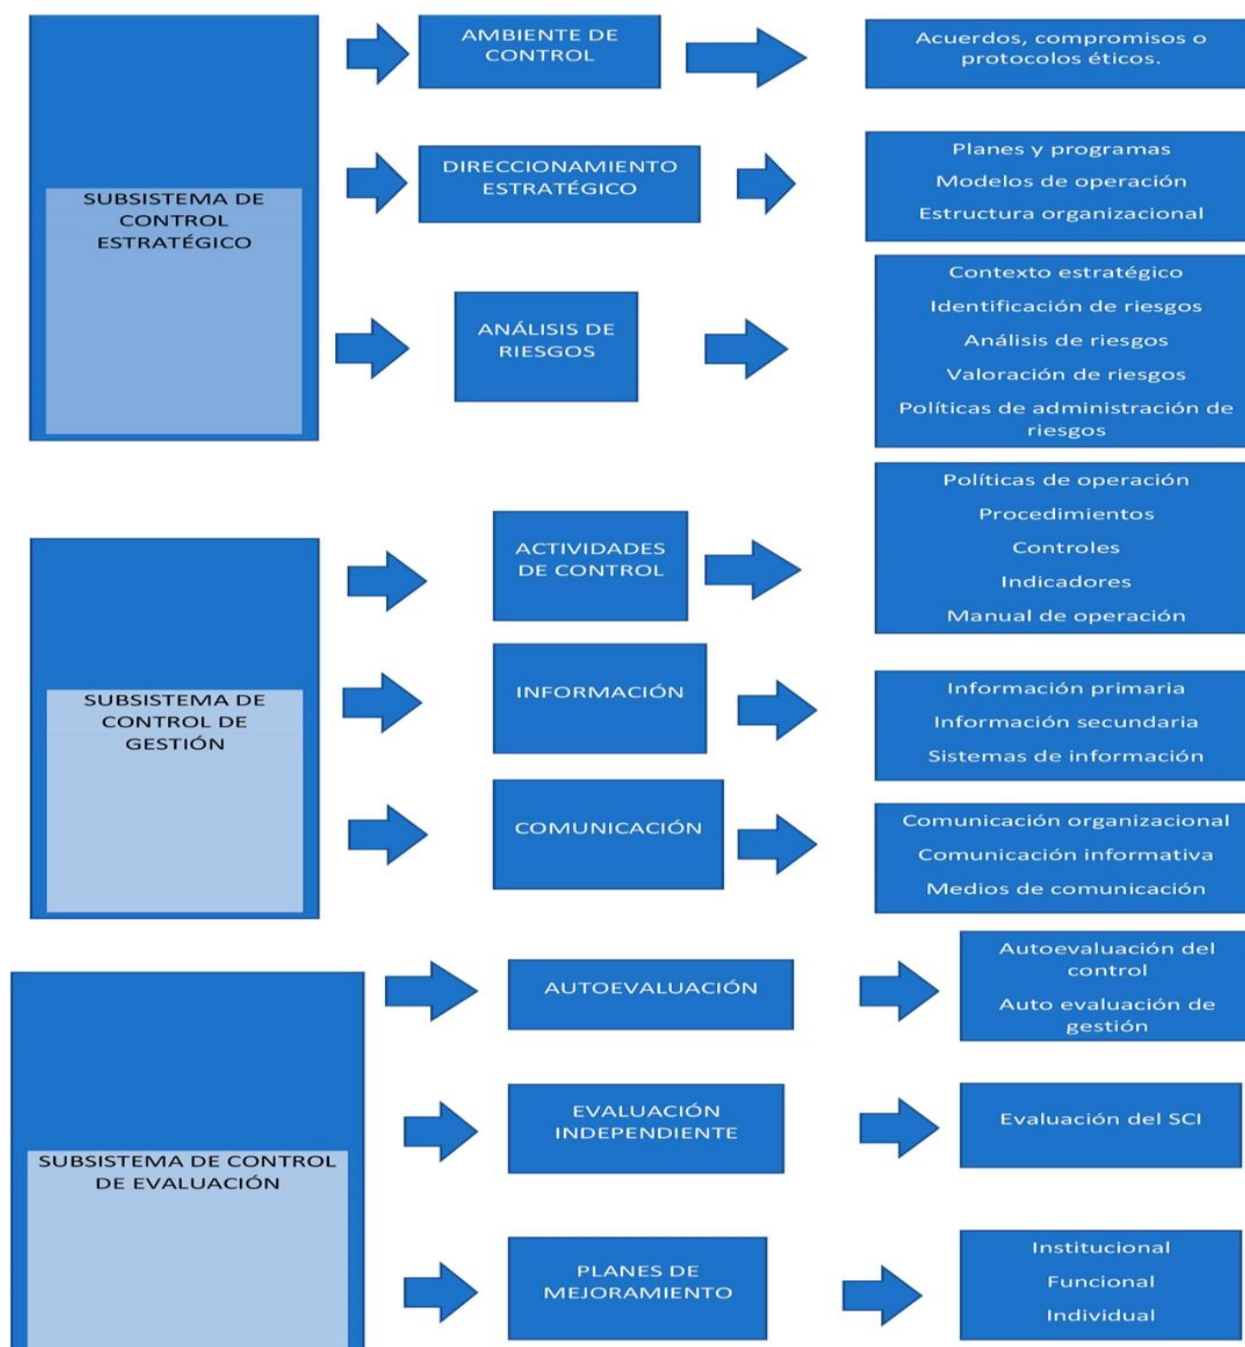 SUBSISTEMA DE
CONTROL
ESTRATÉGICO
AMBIENTE DE
CONTROL
Acuerdos, compromisos o
protocolos éticos.
DIRECCIONAMIENTO
ESTRATÉGICO
Planes y programas
Modelos de operación
Estructura organizacional
ANÁLISIS DE
RIESGOS
Contexto estratégico
Identificación de riesgos
Análisis de riesgos
Valoración de riesgos
Políticas de administración de
riesgos
SUBSISTEMA DE
CONTROL DE
GESTIÓN
ACTIVIDADES
DE CONTROL
Políticas de operación
Procedimientos
Controles
Indicadores
Manual de operación
INFORMACIÓN
Información primaria
Información secundaria
Sistemas de información
COMUNICACIÓN
Comunicación organizacional
Comunicación informativa
Medios de comunicación
SUBSISTEMA DE CONTROL
DE EVALUACIÓN
AUTOEVALUACIÓN
Autoevaluación del
control
Auto evaluación de
gestión
EVALUACIÓN
INDEPENDIENTE
Evaluación del SCI
PLANES DE
MEJORAMIENTO
Institucional
Funcional
Individual